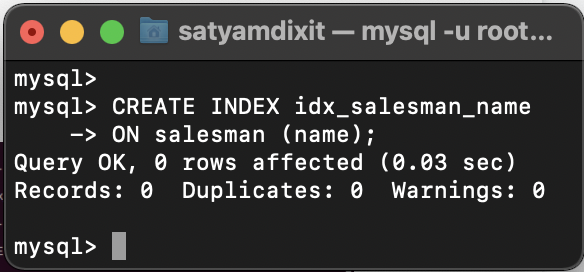 satyamdixit — mysql -u root...
mysql>
mysql> CREATE INDEX idx_salesman_name
    -> ON salesman (name);
Query OK, 0 rows affected (0.03 sec)
Records: 0  Duplicates: 0  Warnings: 0
mysql>